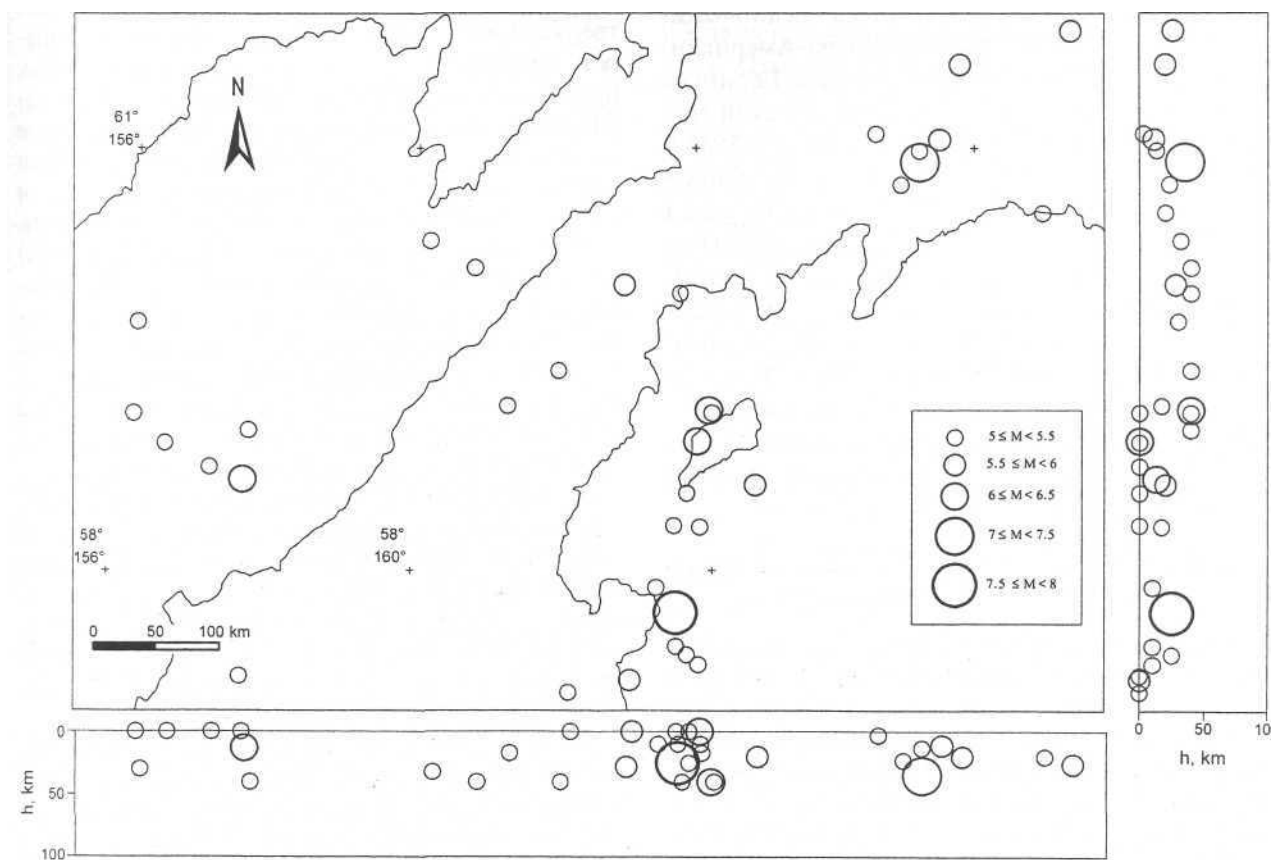 N
61°
156°
5 ≤ M < 5.5
5.5 ≤ M < 6
6 ≤ M < 6.5
7 ≤ M < 7.5
7.5 ≤ M < 8
58°
156°
58°
160°
0 50 100 km
0
50
100
h, km
0 50 10
h, km